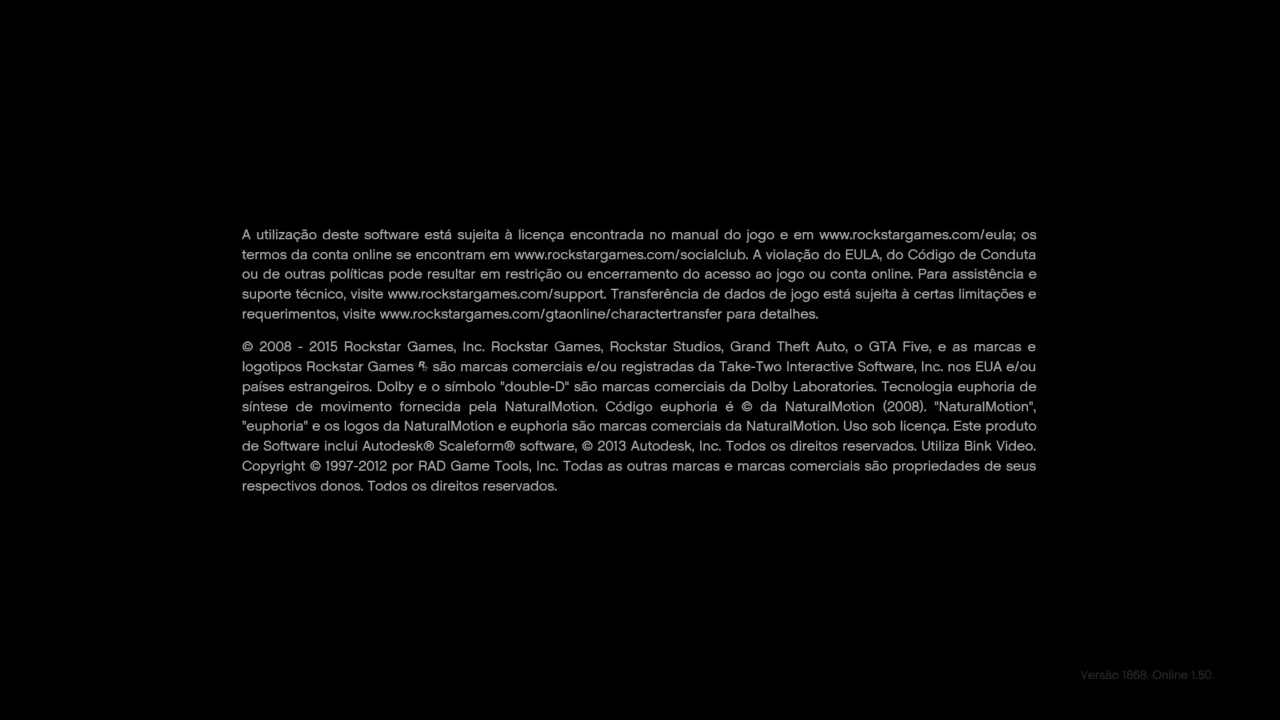 A utilização deste software está sujeita à licença encontrada no manual do jogo e em www.rockstargames.com/eula; os
termos da conta online se encontram em www.rockstargames.com/socialclub. A violação do EULA, do Código de Conduta
ou de outras políticas pode resultar em restrição ou encerramento do acesso ao jogo ou conta online. Para assistência e
suporte técnico, visite www.rockstargames.com/support. Transferência de dados de jogo está sujeita à certas limitações e
requerimentos, visite www.rockstargames.com/gtaonline/charactertransfer para detalhes.
© 2008 - 2015 Rockstar Games, Inc. Rockstar Games, Rockstar Studios, Grand Theft Auto, o GTA Five, e as marcas e
logotipos Rockstar Games R* são marcas comerciais e/ou registradas da Take-Two Interactive Software, Inc. nos EUA e/ou
países estrangeiros. Dolby e o símbolo "double-D" são marcas comerciais da Dolby Laboratories. Tecnologia euphoria de
síntese de movimento fornecida pela NaturalMotion. Código euphoria é © da NaturalMotion (2008). "NaturalMotion",
"euphoria" e os logos da NaturalMotion e euphoria são marcas comerciais da NaturalMotion. Uso sob licença. Este produto
de Software inclui Autodesk® Scaleform® software, © 2013 Autodesk, Inc. Todos os direitos reservados. Utiliza Bink Video.
Copyright © 1997-2012 por RAD Game Tools, Inc. Todas as outras marcas e marcas comerciais são propriedades de seus
respectivos donos. Todos os direitos reservados.
Versão 1868. Online 1.50.